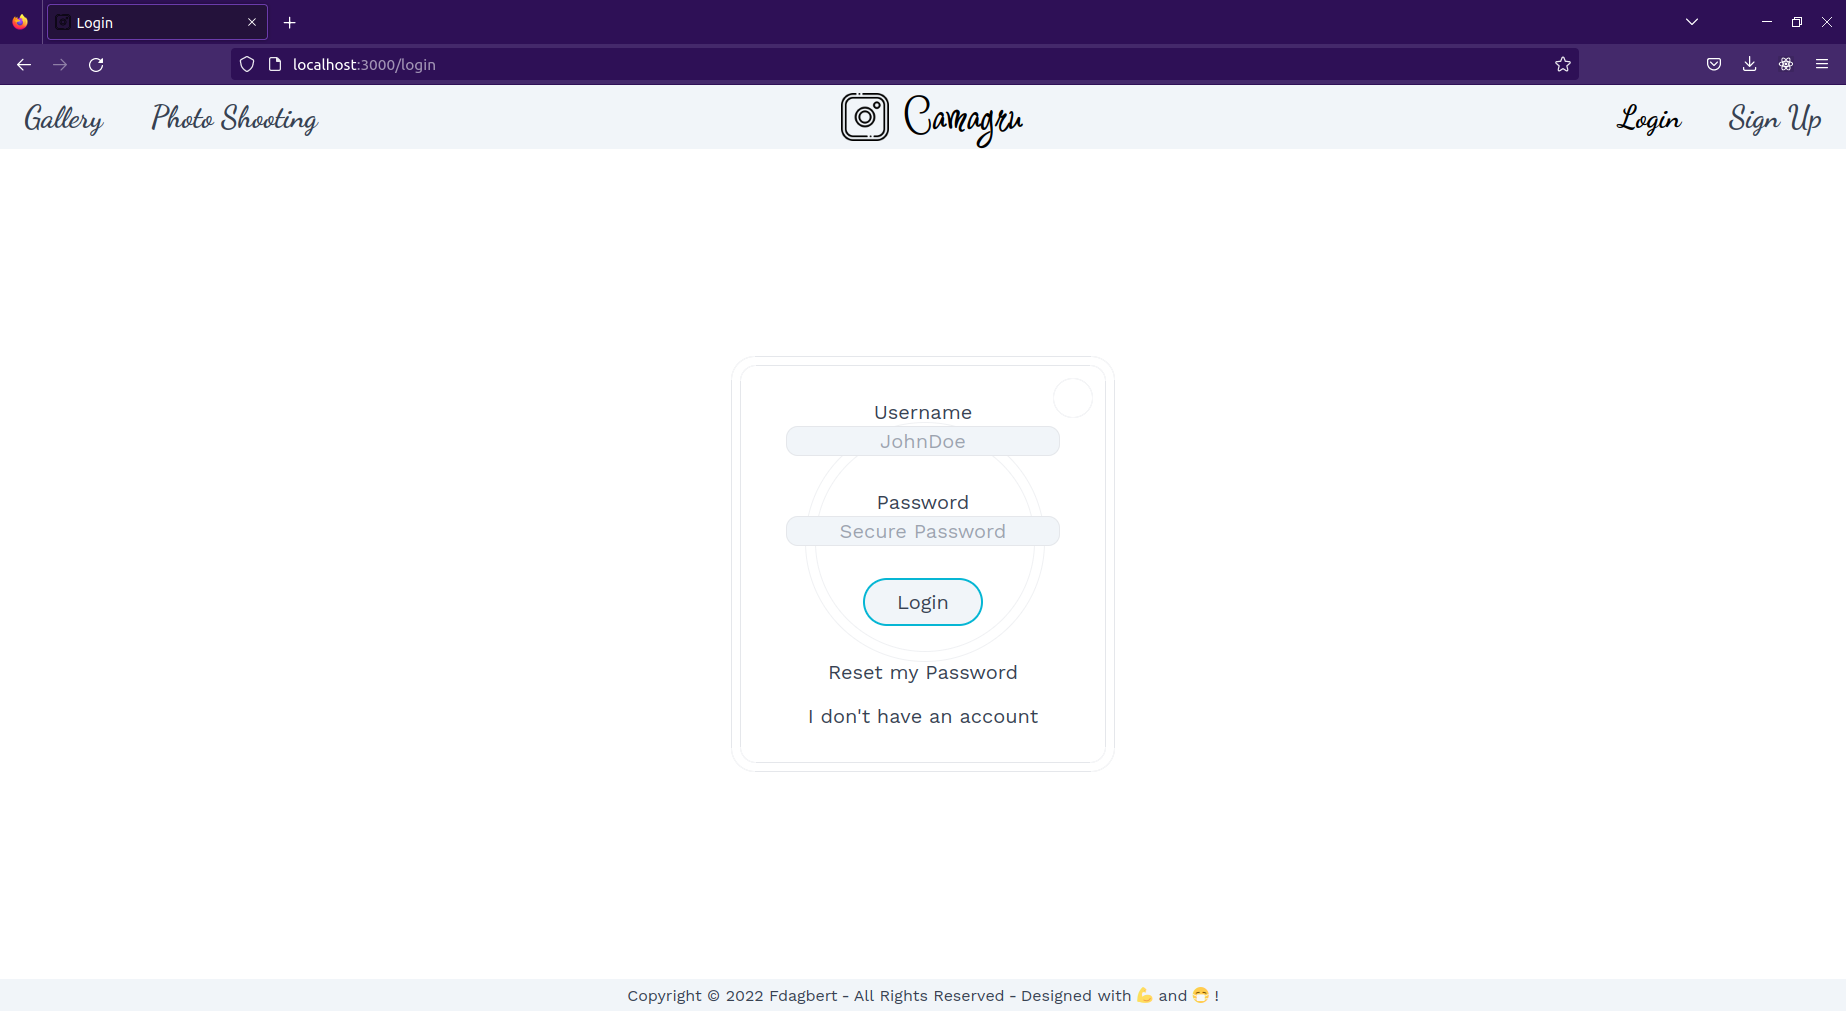 Login
localhost:3000/login
Gallery
Photo Shooting
Camagru
Login
Sign Up
Username
JohnDoe
Password
Secure Password
Login
Reset my Password
I don't have an account
Copyright © 2022 Fdagbert - All Rights Reserved - Designed with 💪 and 😷 !